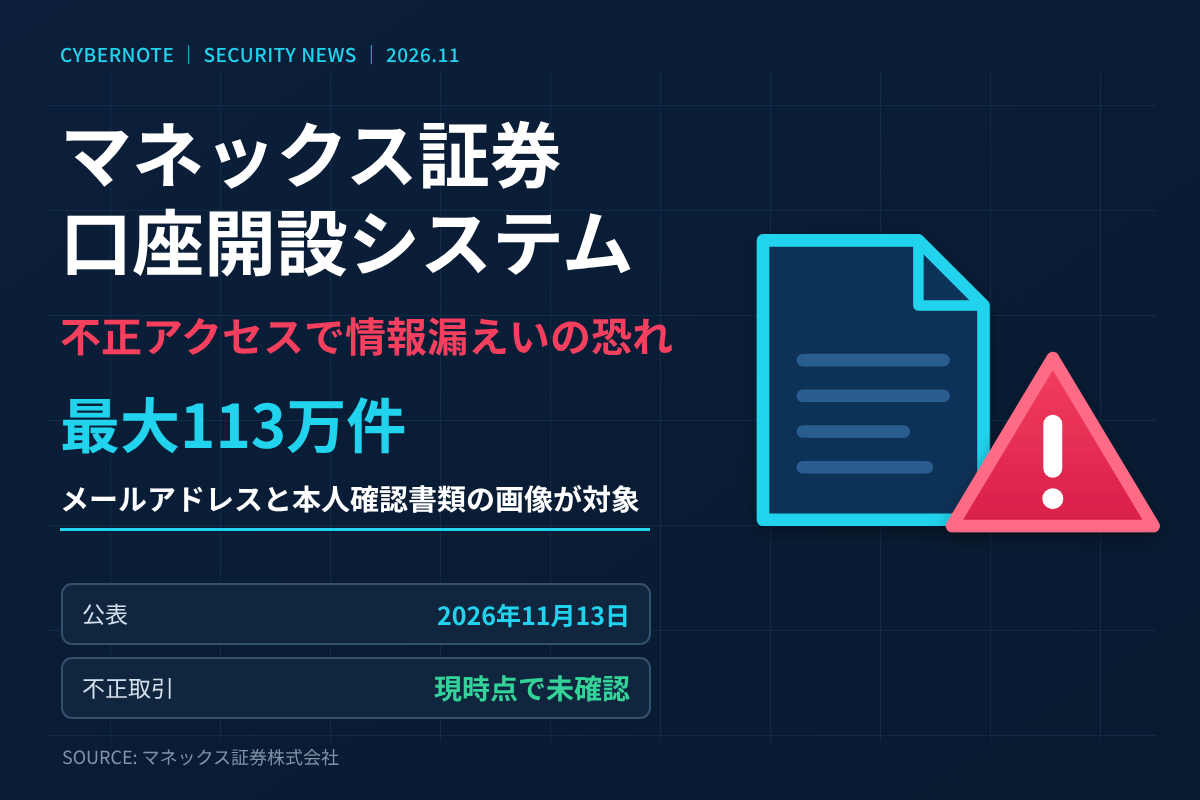 CYBERNOTE | SECURITY NEWS | 2026.11
マネックス証券
口座開設システム
不正アクセスで情報漏えいの恐れ
最大113万件
メールアドレスと本人確認書類の画像が対象
公表 2026年11月13日
不正取引 現時点で未確認
SOURCE: マネックス証券株式会社